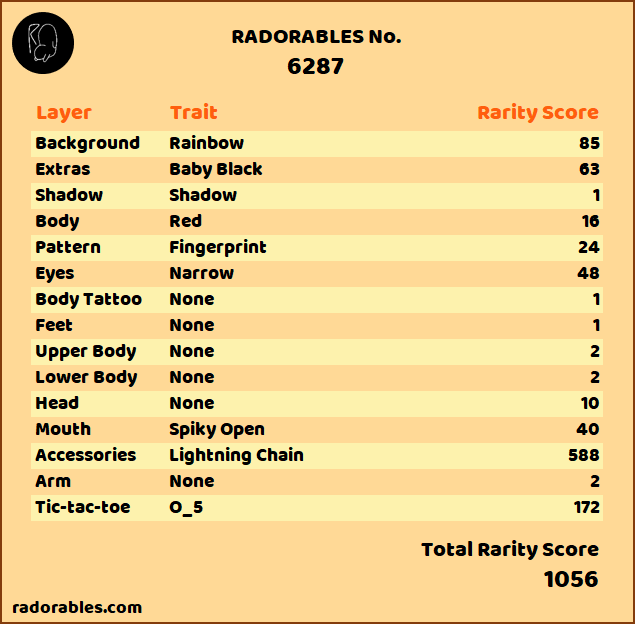 RADORABLES No.
6287
Layer Trait Rarity Score
Background Rainbow 85
Extras Baby Black 63
Shadow Shadow 1
Body Red 16
Pattern Fingerprint 24
Eyes Narrow 48
Body Tattoo None 1
Feet None 1
Upper Body None 2
Lower Body None 2
Head None 10
Mouth Spiky Open 40
Accessories Lightning Chain 588
Arm None 2
Tic-tac-toe O_5 172
Total Rarity Score
1056
radorables.com